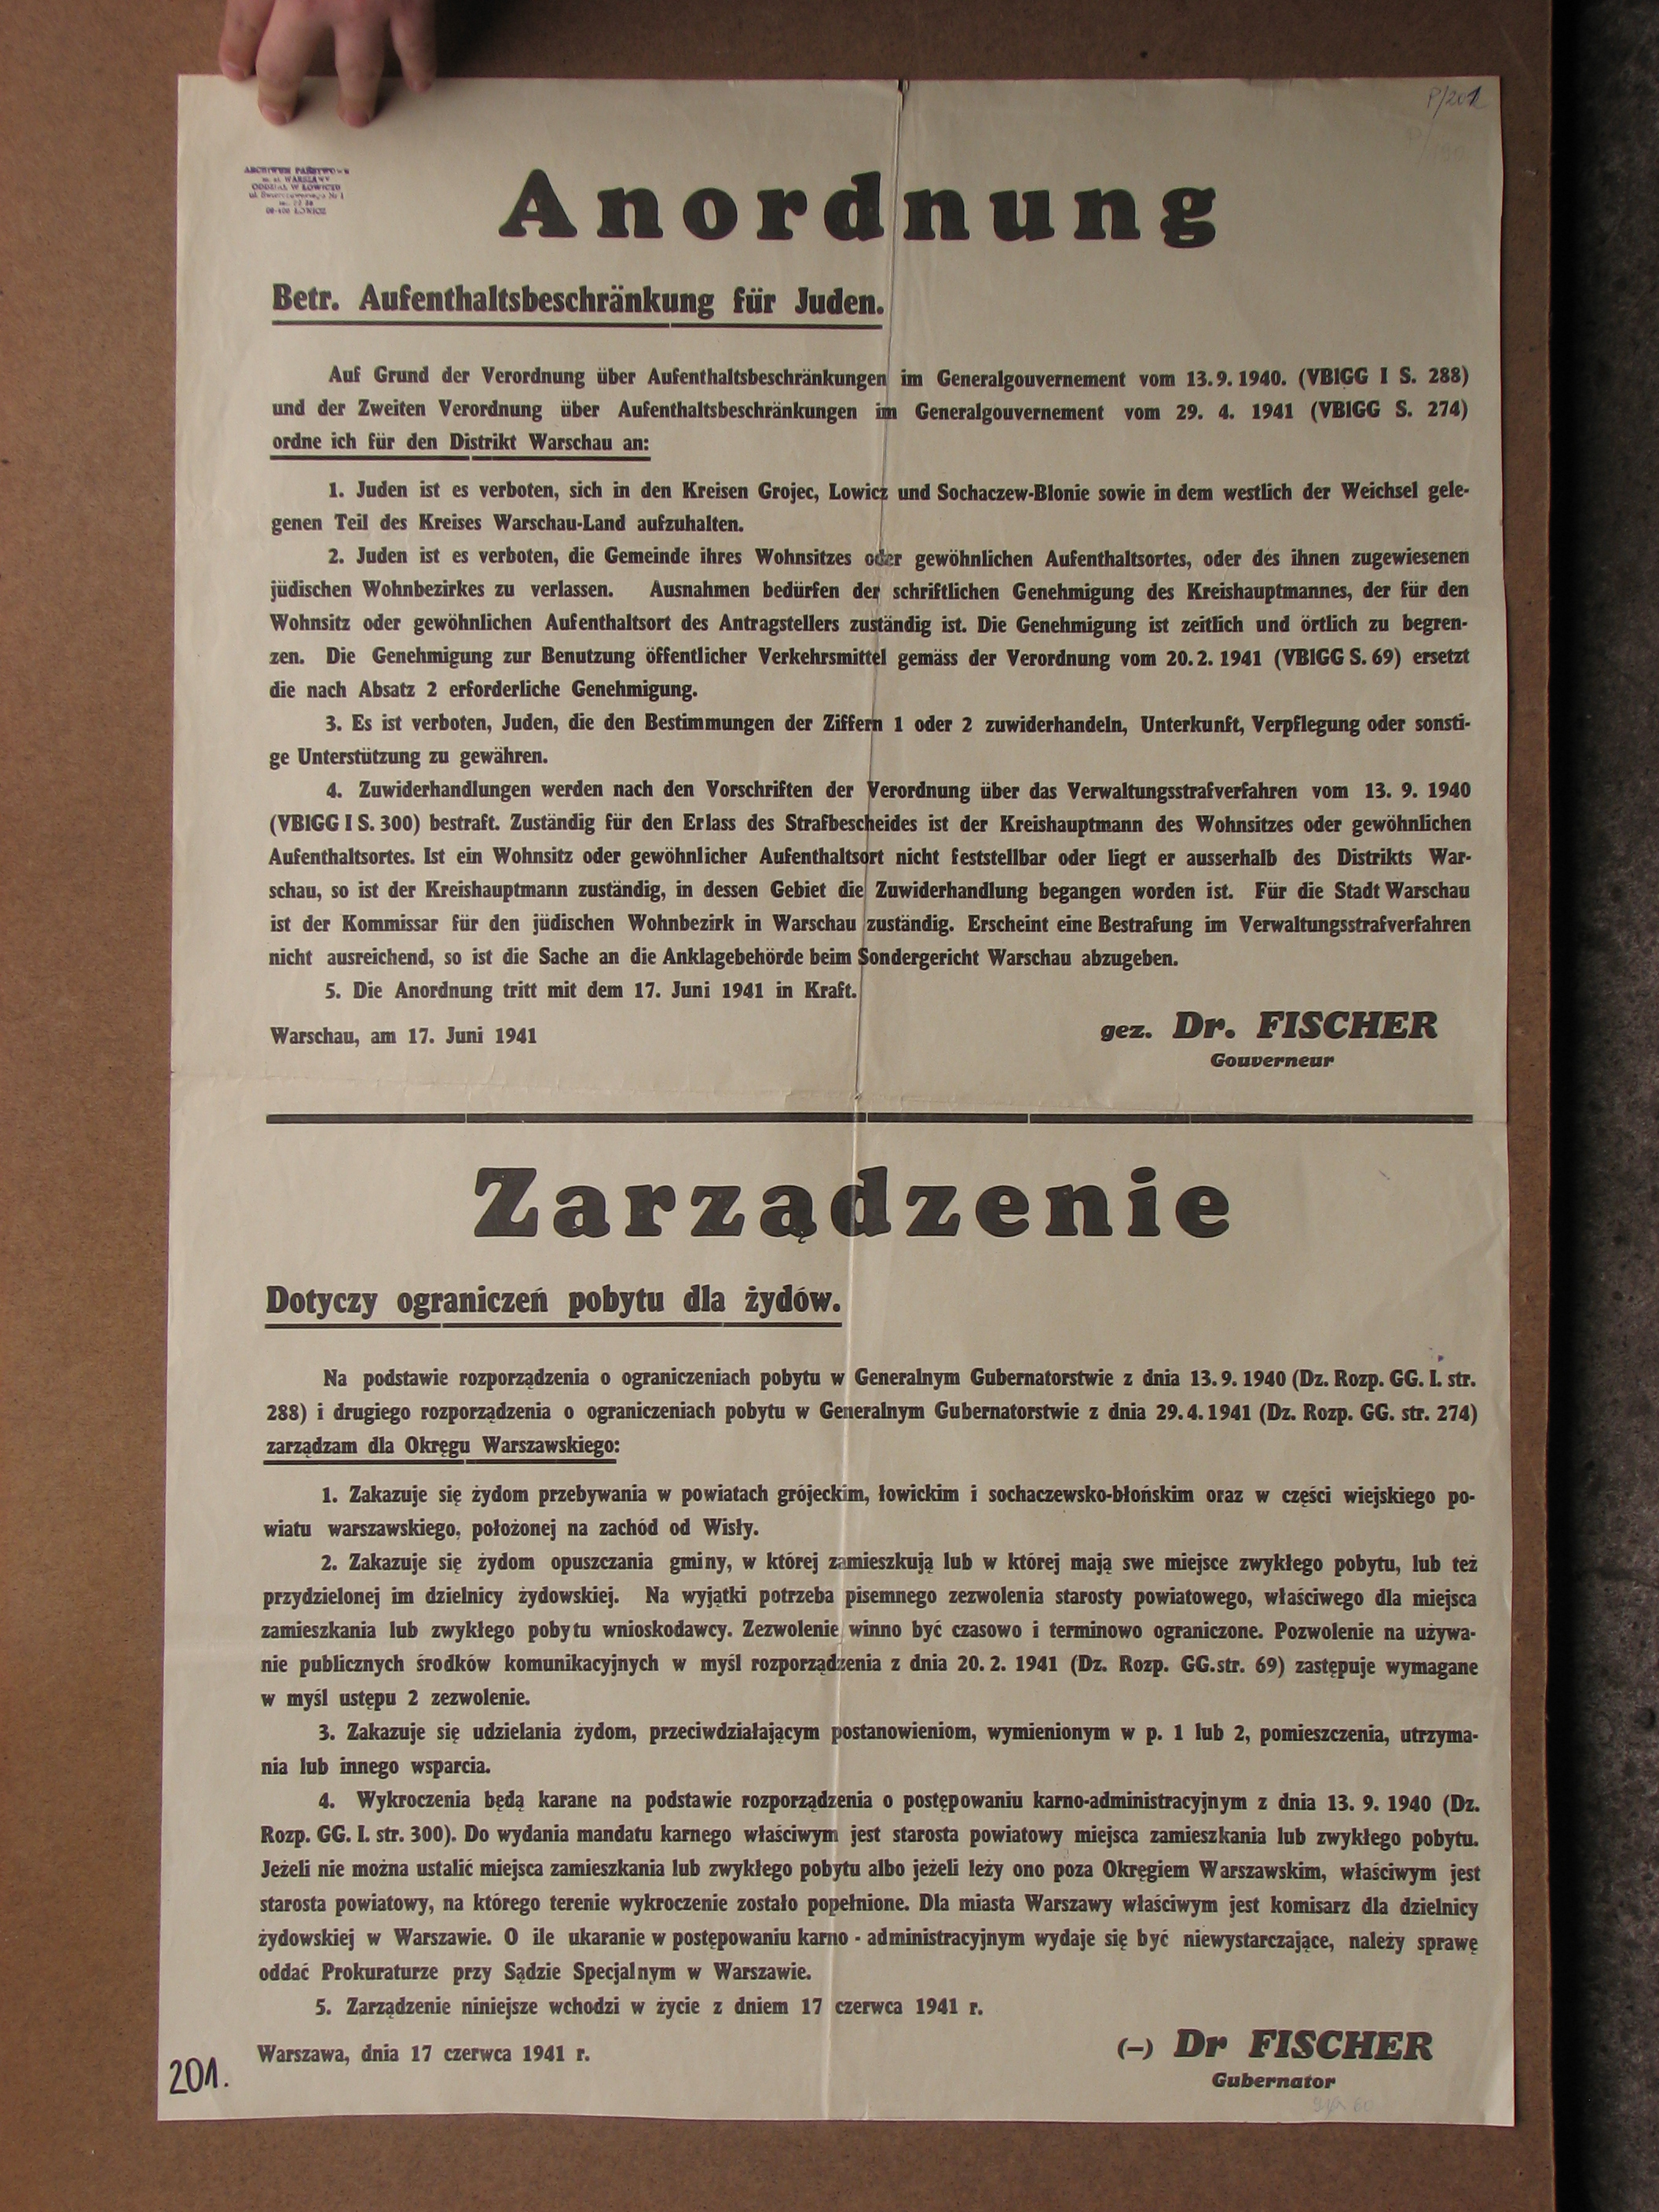 P/201
ARCHIWUM PAŃSTWOWE
m. st. WARSZAWY
ODDZIAŁ W ŁOWICZU
ŁOWICZ
Anordnung
Betr. Aufenthaltsbeschränkung für Juden.
Auf Grund der Verordnung über Aufenthaltsbeschränkungen im Generalgouvernement vom 13. 9. 1940. (VBlGG I S. 288)
und der Zweiten Verordnung über Aufenthaltsbeschränkungen im Generalgouvernement vom 29. 4. 1941 (VBlGG S. 274)
ordne ich für den Distrikt Warschau an:
1. Juden ist es verboten, sich in den Kreisen Grojec, Lowicz und Sochaczew-Blonie sowie in dem westlich der Weichsel gele-
genen Teil des Kreises Warschau-Land aufzuhalten.
2. Juden ist es verboten, die Gemeinde ihres Wohnsitzes oder gewöhnlichen Aufenthaltsortes, oder des ihnen zugewiesenen
jüdischen Wohnbezirkes zu verlassen. Ausnahmen bedürfen der schriftlichen Genehmigung des Kreishauptmannes, der für den
Wohnsitz oder gewöhnlichen Aufenthaltsort des Antragstellers zuständig ist. Die Genehmigung ist zeitlich und örtlich zu begren-
zen. Die Genehmigung zur Benutzung öffentlicher Verkehrsmittel gemäss der Verordnung vom 20. 2. 1941 (VBlGG S. 69) ersetzt
die nach Absatz 2 erforderliche Genehmigung.
3. Es ist verboten, Juden, die den Bestimmungen der Ziffern 1 oder 2 zuwiderhandeln, Unterkunft, Verpflegung oder sonsti-
ge Unterstützung zu gewähren.
4. Zuwiderhandlungen werden nach den Vorschriften der Verordnung über das Verwaltungsstrafverfahren vom 13. 9. 1940
(VBlGG I S. 300) bestraft. Zuständig für den Erlass des Strafbescheides ist der Kreishauptmann des Wohnsitzes oder gewöhnlichen
Aufenthaltsortes. Ist ein Wohnsitz oder gewöhnlicher Aufenthaltsort nicht feststellbar oder liegt er ausserhalb des Distrikts War-
schau, so ist der Kreishauptmann zuständig, in dessen Gebiet die Zuwiderhandlung begangen worden ist. Für die Stadt Warschau
ist der Kommissar für den jüdischen Wohnbezirk in Warschau zuständig. Erscheint eine Bestrafung im Verwaltungsstrafverfahren
nicht ausreichend, so ist die Sache an die Anklagebehörde beim Sondergericht Warschau abzugeben.
5. Die Anordnung tritt mit dem 17. Juni 1941 in Kraft.
Warschau, am 17. Juni 1941
gez. Dr. FISCHER
Gouverneur
Zarządzenie
Dotyczy ograniczeń pobytu dla żydów.
Na podstawie rozporządzenia o ograniczeniach pobytu w Generalnym Gubernatorstwie z dnia 13. 9. 1940 (Dz. Rozp. GG. I. str.
288) i drugiego rozporządzenia o ograniczeniach pobytu w Generalnym Gubernatorstwie z dnia 29. 4. 1941 (Dz. Rozp. GG. str. 274)
zarządzam dla Okręgu Warszawskiego:
1. Zakazuje się żydom przebywania w powiatach grójeckim, łowickim i sochaczewsko-błońskim oraz w części wiejskiego po-
wiatu warszawskiego, położonej na zachód od Wisły.
2. Zakazuje się żydom opuszczania gminy, w której zamieszkują lub w której mają swe miejsce zwykłego pobytu, lub też
przydzielonej im dzielnicy żydowskiej. Na wyjątki potrzeba pisemnego zezwolenia starosty powiatowego, właściwego dla miejsca
zamieszkania lub zwykłego pobytu wnioskodawcy. Zezwolenie winno być czasowo i terminowo ograniczone. Pozwolenie na używa-
nie publicznych środków komunikacyjnych w myśl rozporządzenia z dnia 20. 2. 1941 (Dz. Rozp. GG.str. 69) zastępuje wymagane
w myśl ustępu 2 zezwolenie.
3. Zakazuje się udzielania żydom, przeciwdziałającym postanowieniom, wymienionym w p. 1 lub 2, pomieszczenia, utrzyma-
nia lub innego wsparcia.
4. Wykroczenia będą karane na podstawie rozporządzenia o postępowaniu karno-administracyjnym z dnia 13. 9. 1940 (Dz.
Rozp. GG. I. str. 300). Do wydania mandatu karnego właściwym jest starosta powiatowy miejsca zamieszkania lub zwykłego pobytu.
Jeżeli nie można ustalić miejsca zamieszkania lub zwykłego pobytu albo jeżeli leży ono poza Okręgiem Warszawskim, właściwym jest
starosta powiatowy, na którego terenie wykroczenie zostało popełnione. Dla miasta Warszawy właściwym jest komisarz dla dzielnicy
żydowskiej w Warszawie. O ile ukaranie w postępowaniu karno - administracyjnym wydaje się być niewystarczające, należy sprawę
oddać Prokuraturze przy Sądzie Specjalnym w Warszawie.
5. Zarządzenie niniejsze wchodzi w życie z dniem 17 czerwca 1941 r.
Warszawa, dnia 17 czerwca 1941 r.
(—) Dr FISCHER
Gubernator
201.